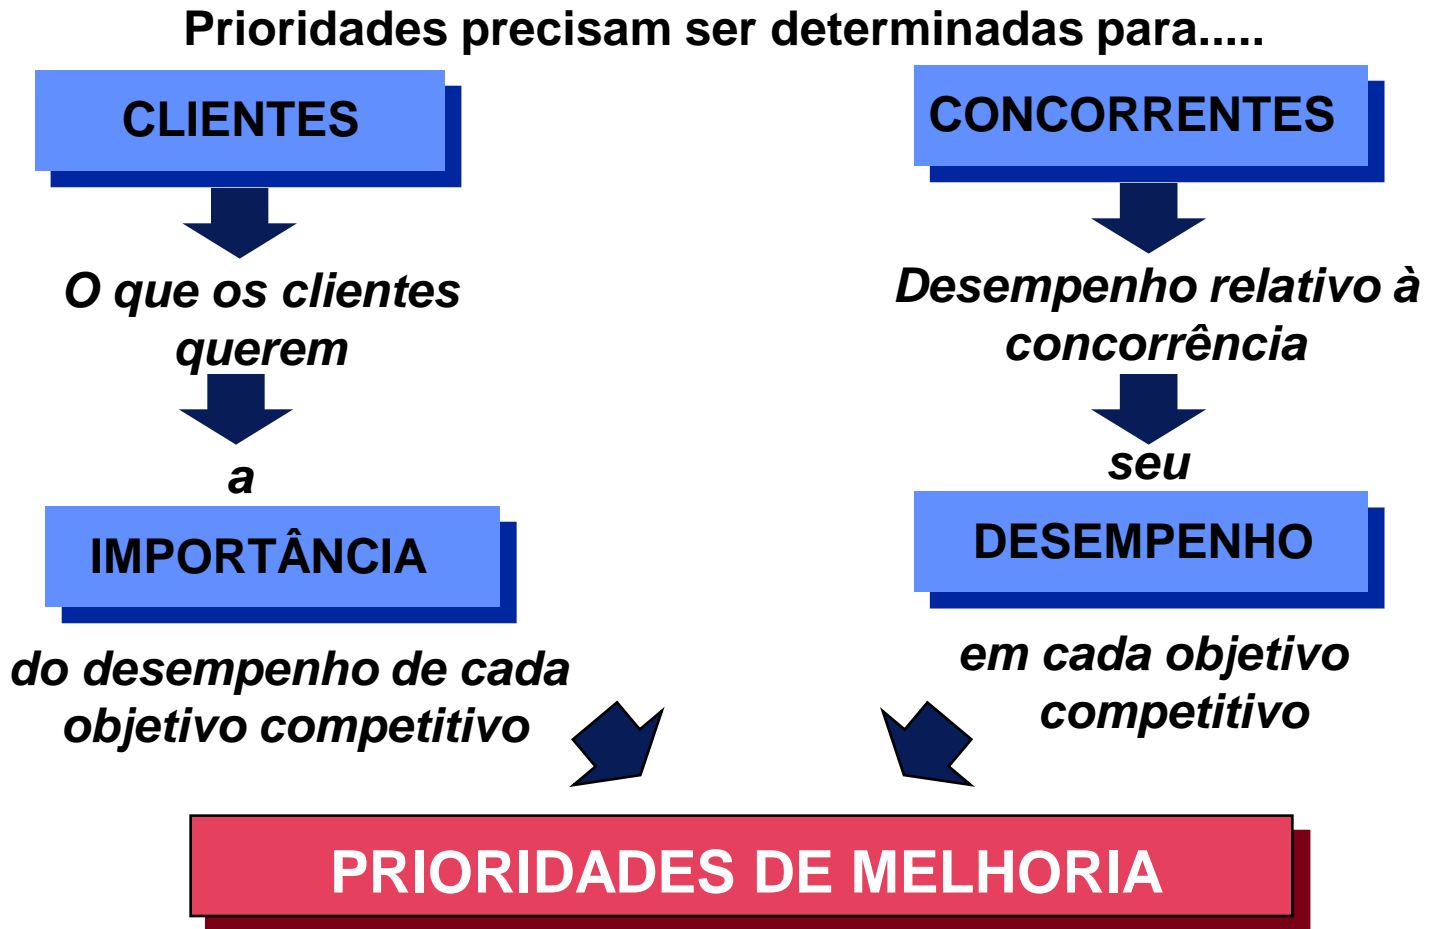 Prioridades precisam ser determinadas para.....
CLIENTES
O que os clientes
querem
a
IMPORTÂNCIA
do desempenho de cada
objetivo competitivo
CONCORRENTES
Desempenho relativo à
concorrência
seu
DESEMPENHO
em cada objetivo
competitivo
PRIORIDADES DE MELHORIA